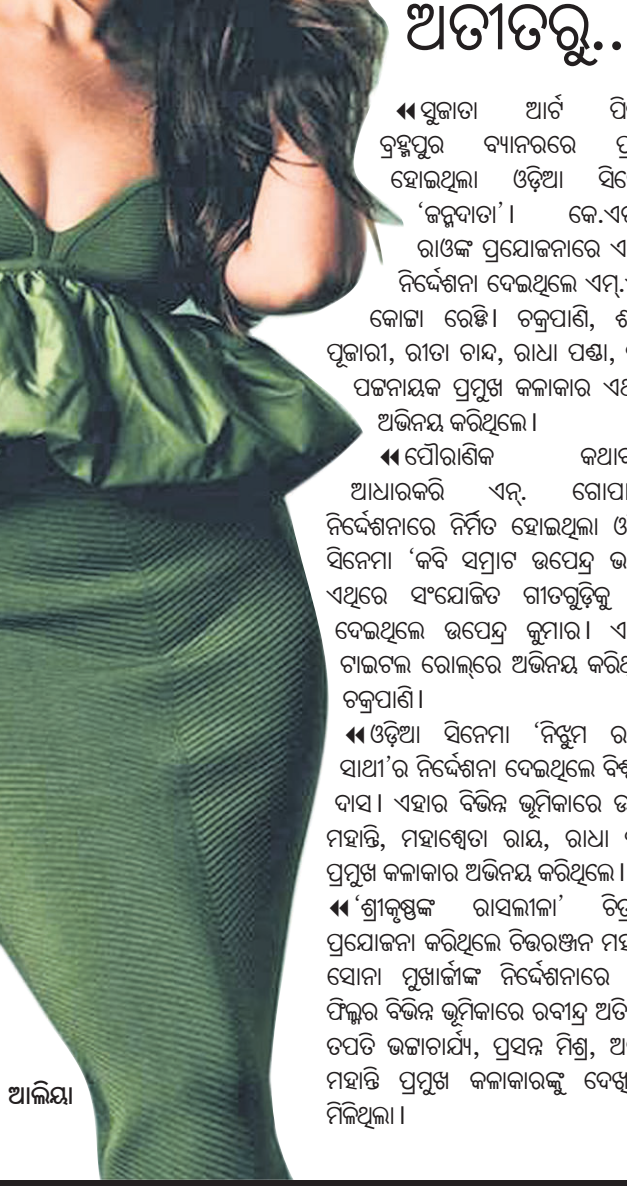 ଅତୀତରୁ..
⏪ସୁଜାତା ଆର୍ଟ
ବ୍ରହ୍ମପୁର ବ୍ୟାନରରେ
ହୋଇଥିଲା ଓଡ଼ିଆ
‘ଜନ୍ମଦାତା’।
ରାଓଙ୍କ ପ୍ରଯୋଜନାରେ
ନିର୍ଦ୍ଦେଶନା ଦେଇଥିଲେ
କୋଟ୍ଟା ରେଡ୍ଡି। ଚକ୍ରପାଣି,
ପୂଜାରୀ, ରୀତା ଚାନ୍ଦ, ରାଧା ପଣ୍ଡା,
ପଟ୍ଟନାୟକ ପ୍ରମୁଖ କଳାକାର
ଅଭିନୟ କରିଥିଲେ।
⏪ପୌରାଣିକ
ଆଧାରକରି ଏନ୍.
ନିର୍ଦ୍ଦେଶନାରେ ନିର୍ମିତ ହୋଇଥିଲା
ସିନେମା ‘କବି ସମ୍ରାଟ ଉପେନ୍ଦ୍ର
ଏଥିରେ ସଂଯୋଜିତ ଗୀତଗୁଡ଼ିକୁ
ଦେଇଥିଲେ ଉପେନ୍ଦ୍ର କୁମାର।
ଟାଇଟଲ ରୋଲ୍‌ରେ ଅଭିନୟ
ଚକ୍ରପାଣି।
⏪ଓଡ଼ିଆ ସିନେମା ‘ନିଝୁମ
ସାଥୀ’ର ନିର୍ଦ୍ଦେଶନା ଦେଇଥିଲେ
ଦାସ। ଏହାର ବିଭିନ୍ନ ଭୂମିକାରେ
ମହାନ୍ତି, ମହାଶ୍ୱେତା ରାୟ, ରାଧା
ପ୍ରମୁଖ କଳାକାର ଅଭିନୟ କରିଥିଲେ।
⏪‘ଶ୍ରୀକୃଷ୍ଣଙ୍କ ରାସଲୀଳା’
ପ୍ରଯୋଜନା କରିଥିଲେ ଚିତ୍ତରଞ୍ଜନ
ସୋନା ମୁଖାର୍ଜୀଙ୍କ ନିର୍ଦ୍ଦେଶନାରେ
ଫିଲ୍ମର ବିଭିନ୍ନ ଭୂମିକାରେ ରବୀନ୍ଦ୍ର
ତପତି ଭଟ୍ଟାଚାର୍ଯ୍ୟ, ପ୍ରସନ୍ନ ମିଶ୍ର,
ମହାନ୍ତି ପ୍ରମୁଖ କଳାକାରଙ୍କୁ
ମିଳିଥିଲା।
ଆଲିୟା